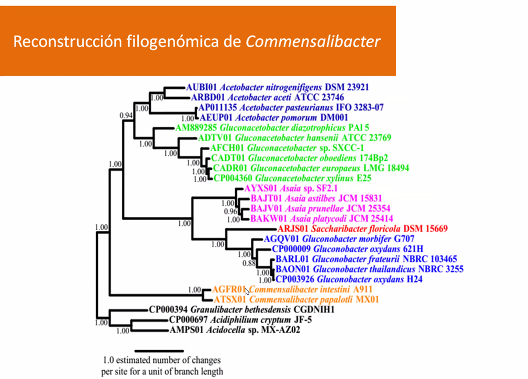 Reconstrucción filogenómica de Commensalibacter
AUBI01 Acetobacter nitrogenifigens DSM 23921
ARBD01 Acetobacter aceti ATCC 23746
1.00
1.00
AP011135 Acetobacter pasteurianus IFO 3283-07
1.00
AEUP01 Acetobacter pomorum DM001
0.94
AM889285 Gluconacetobacter diazotrophicus PAl 5
ADTV01 Gluconacetobacter hansenii ATCC 23769
1.00
AFCH01 Gluconacetobacter sp. SXCC-1
1.00
CADT01 Gluconacetobacter oboediens 174Bp2
1.00
CADR01 Gluconacetobacter europaeus LMG 18494
1.00
CP004360 Gluconacetobacter xylinus E25
1.00
1.00
AYXS01 Asaia sp. SF2.1
BAJT01 Asaia astilbes JCM 15831
1.00
BAJV01 Asaia prunellae JCM 25354
0.96
BAKW01 Asaia platycodi JCM 25414
1.00
1.00
ARJS01 Saccharibacter floricola DSM 15669
1.00
AGQV01 Gluconobacter morbifer G707
1.00
CP000009 Gluconobacter oxydans 621H
1.00
BARL01 Gluconobacter frateurii NBRC 103465
0.88
BAON01 Gluconobacter thailandicus NBRC 3255
1.00
CP003926 Gluconobacter oxydans H24
1.00
AGFR01 Commensalibacter intestini A911
1.00
ATSX01 Commensalibacter papalotli MX01
CP000394 Granulibacter bethesdensis CGDNIH1
1.00
CP000697 Acidiphilium cryptum JF-5
1.00
AMPS01 Acidocella sp. MX-AZ02
1.0 estimated number of changes
per site for a unit of branch length